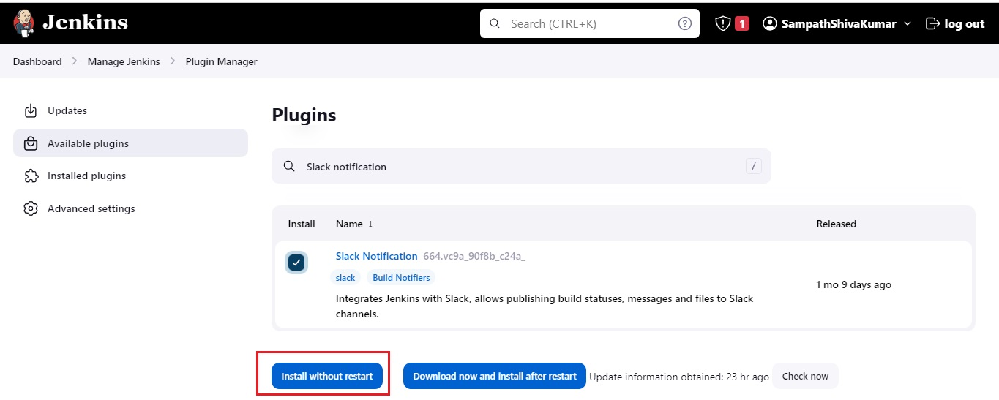 Jenkins
Search (CTRL+K)
?
1
SampathShivaKumar
log out
Dashboard > Manage Jenkins > Plugin Manager
Updates
Available plugins
Installed plugins
Advanced settings
Plugins
Slack notification
/
Install Name ↓ Released
Slack Notification 664.vc9a_90f8b_c24a_
slack Build Notifiers
1 mo 9 days ago
Integrates Jenkins with Slack, allows publishing build statuses, messages and files to Slack
channels.
Install without restart
Download now and install after restart
Update information obtained: 23 hr ago
Check now